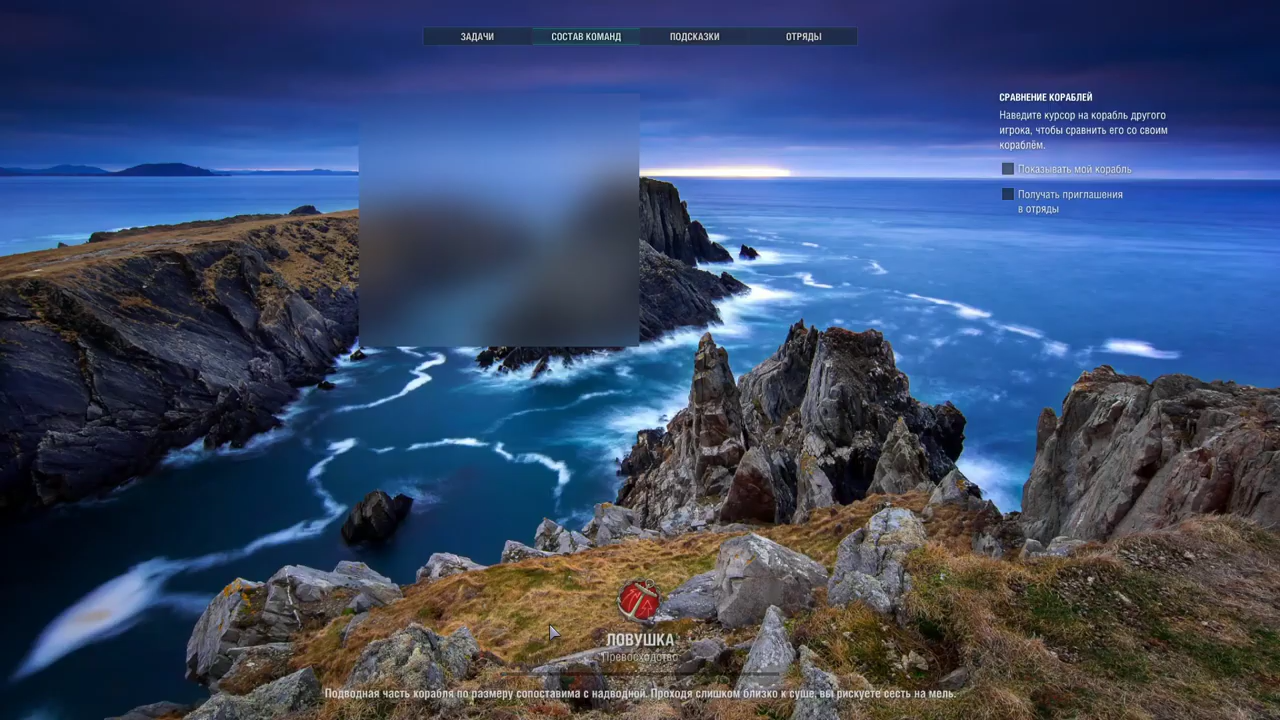 ЗАДАЧИ
СОСТАВ КОМАНД
ПОДСКАЗКИ
ОТРЯДЫ
СРАВНЕНИЕ КОРАБЛЕЙ
Наведите курсор на корабль другого
игрока, чтобы сравнить его со своим
кораблём.
Показывать мой корабль
Получать приглашения
в отряды
ЛОВУШКА
Превосходство
Подводная часть корабля по размеру сопоставима с надводной. Проходя слишком близко к суше, вы рискуете сесть на мель.